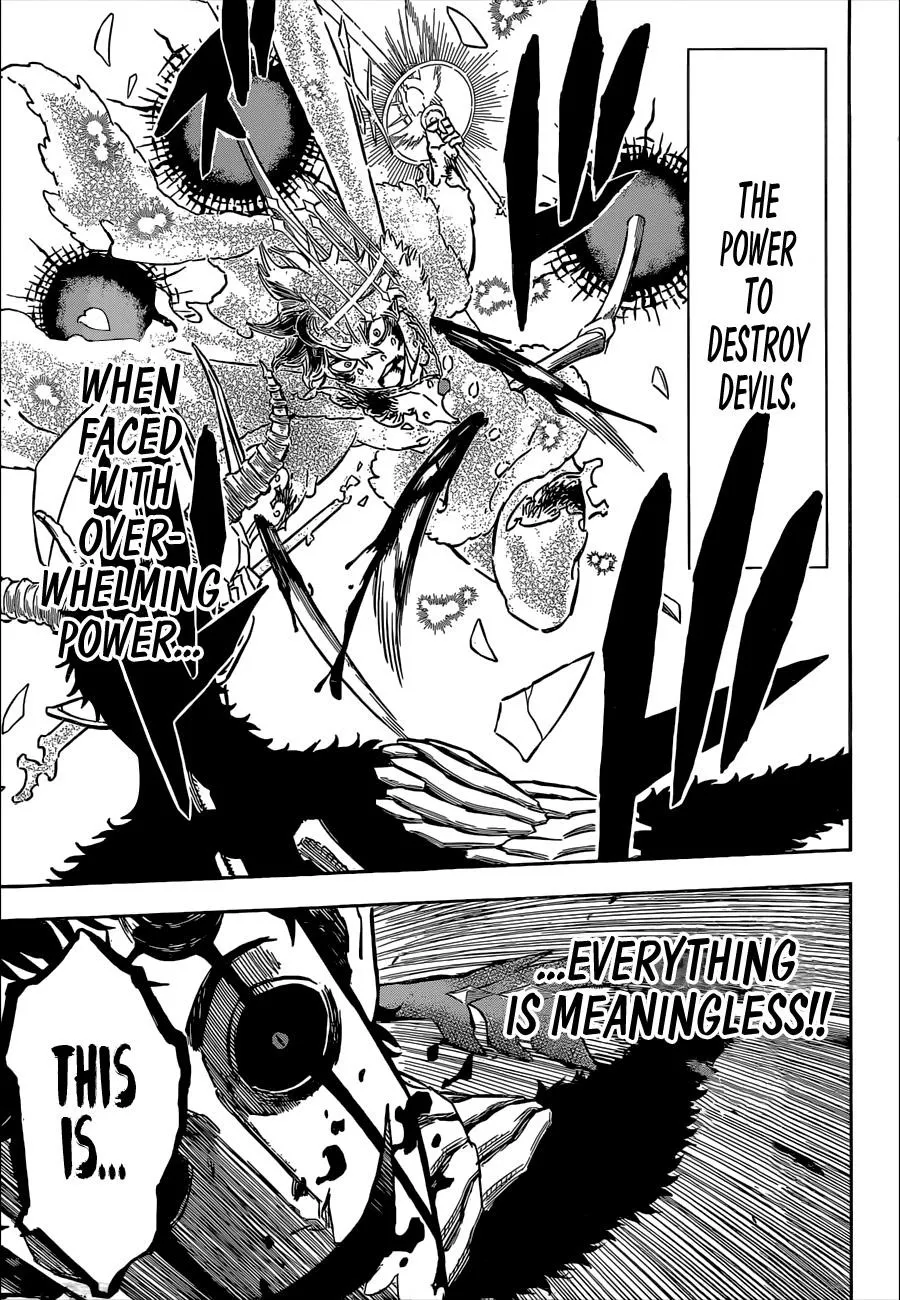 THE
POWER
TO
DESTROY
DEVILS.
WHEN
FACED
WITH
OVER-
WHELMING
POWER...
...EVERYTHING
IS MEANINGLESS!!
THIS
IS...